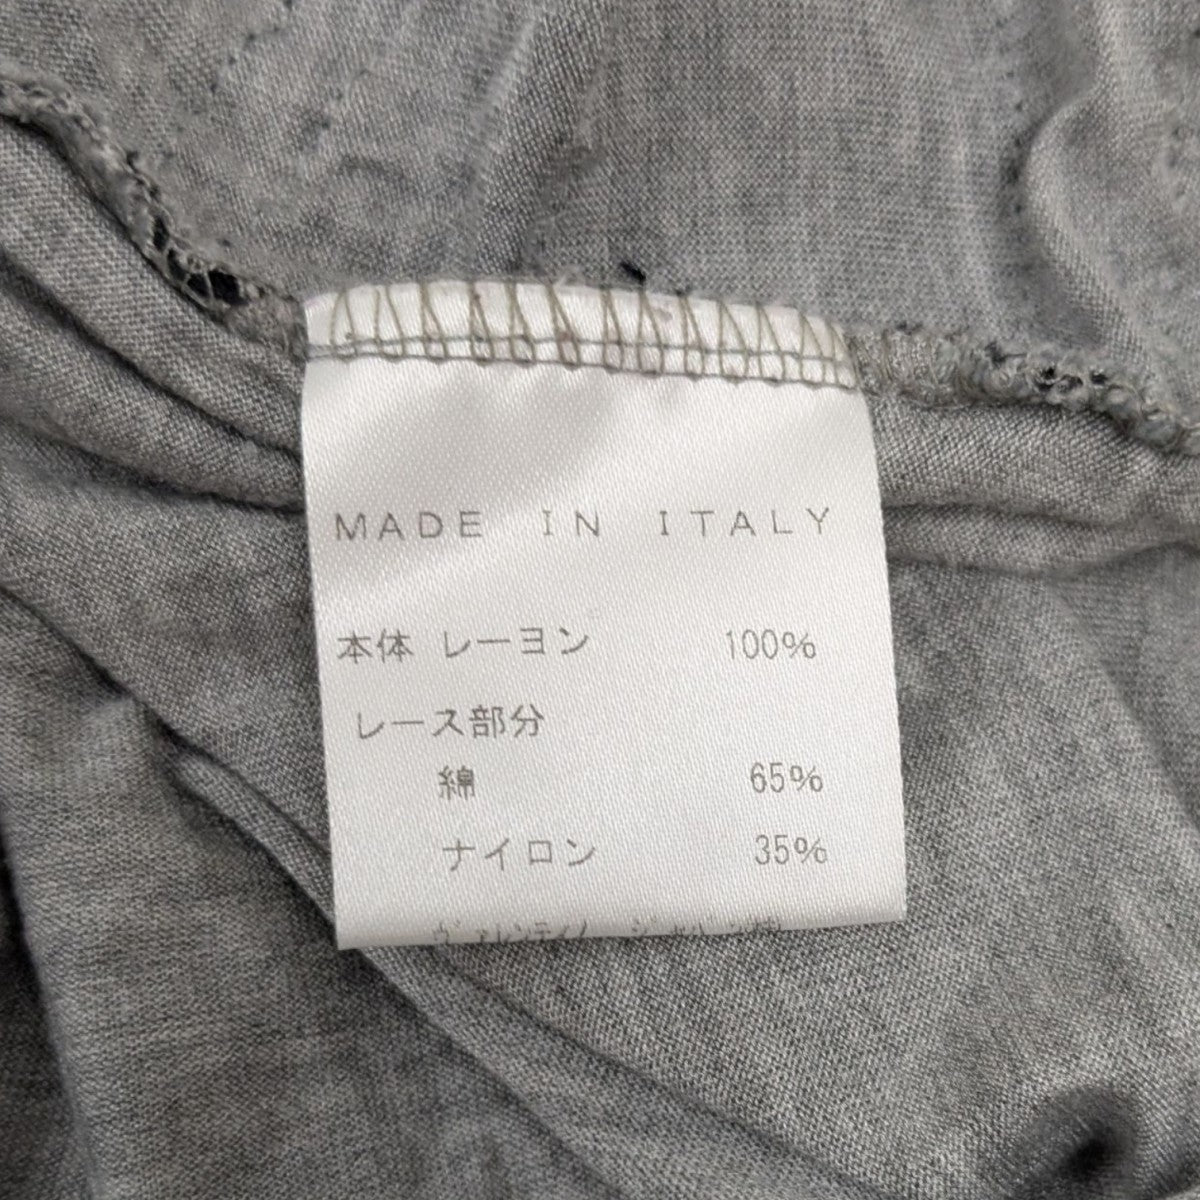 MADE IN ITALY
本体 レーヨン 100%
レース部分
綿 65%
ナイロン 35%